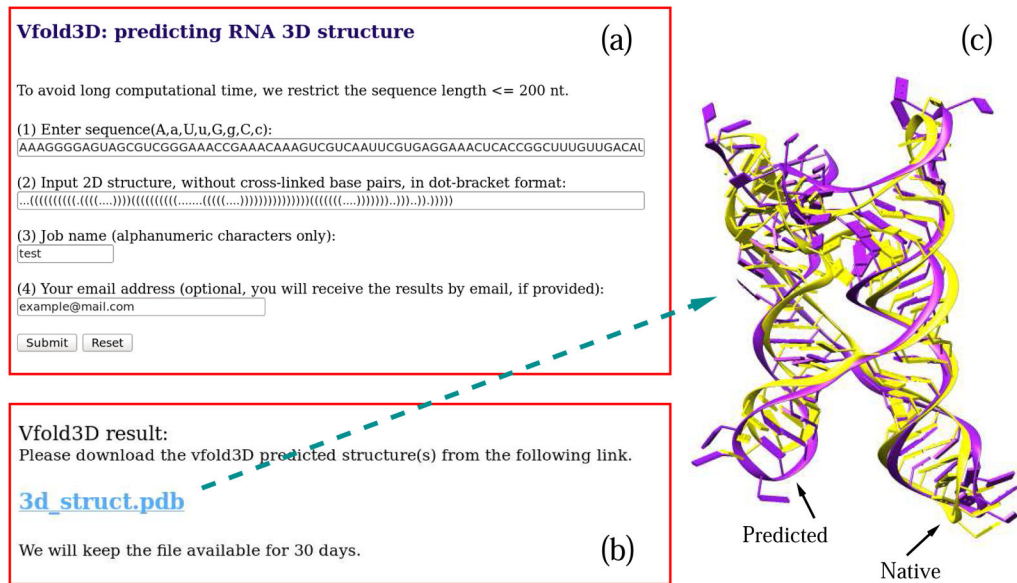 Vfold3D: predicting RNA 3D structure
(a)
To avoid long computational time, we restrict the sequence length <= 200 nt.
(1) Enter sequence(A,a,U,u,G,g,C,c):
AAAGGGGAGUAGCGUCGGGAAACCGAAACAAAGUCGUCAAUUCGUGAGGAAACUCACCGGCUUUGUUGACAU
(2) Input 2D structure, without cross-linked base pairs, in dot-bracket format:
...((((((((((.((((....))))((((((((((.......(((((....)))))))))))))))(((((((....)))))))..)))..)).)))))
(3) Job name (alphanumeric characters only):
test
(4) Your email address (optional, you will receive the results by email, if provided):
example@mail.com
Submit Reset
Vfold3D result:
Please download the vfold3D predicted structure(s) from the following link.
3d_struct.pdb
We will keep the file available for 30 days.
(b)
(c)
Predicted
Native